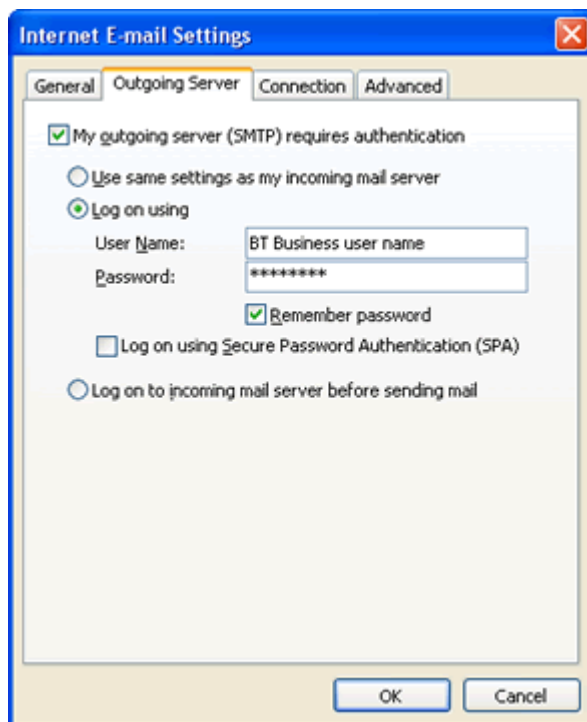 Internet E-mail Settings
General Outgoing Server Connection Advanced
My outgoing server (SMTP) requires authentication
Use same settings as my incoming mail server
Log on using
User Name: BT Business user name
Password: ********
Remember password
Log on using Secure Password Authentication (SPA)
Log on to incoming mail server before sending mail
OK Cancel